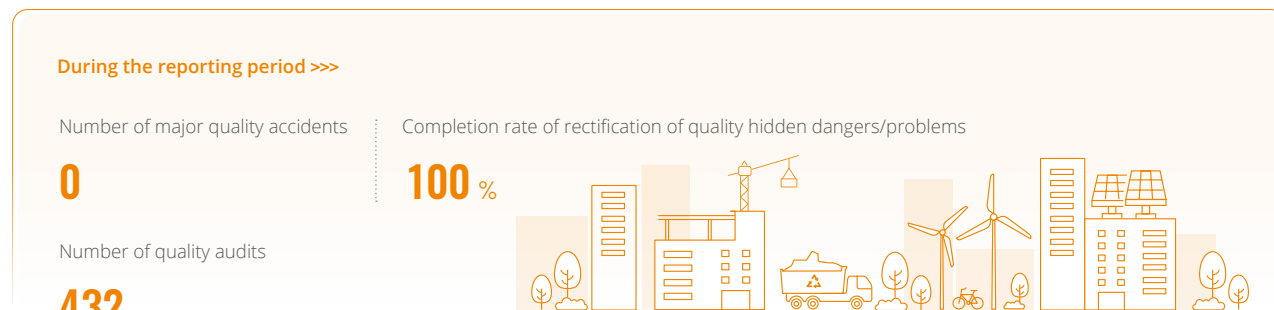 During the reporting period >>>
Number of major quality accidents
0
Completion rate of rectification of quality hidden dangers/problems
100 %
Number of quality audits
432